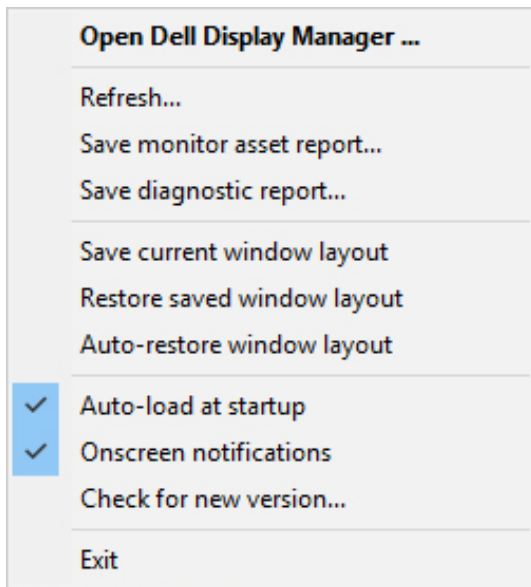 Open Dell Display Manager ...
Refresh...
Save monitor asset report...
Save diagnostic report...
Save current window layout
Restore saved window layout
Auto-restore window layout
Auto-load at startup
Onscreen notifications
Check for new version...
Exit